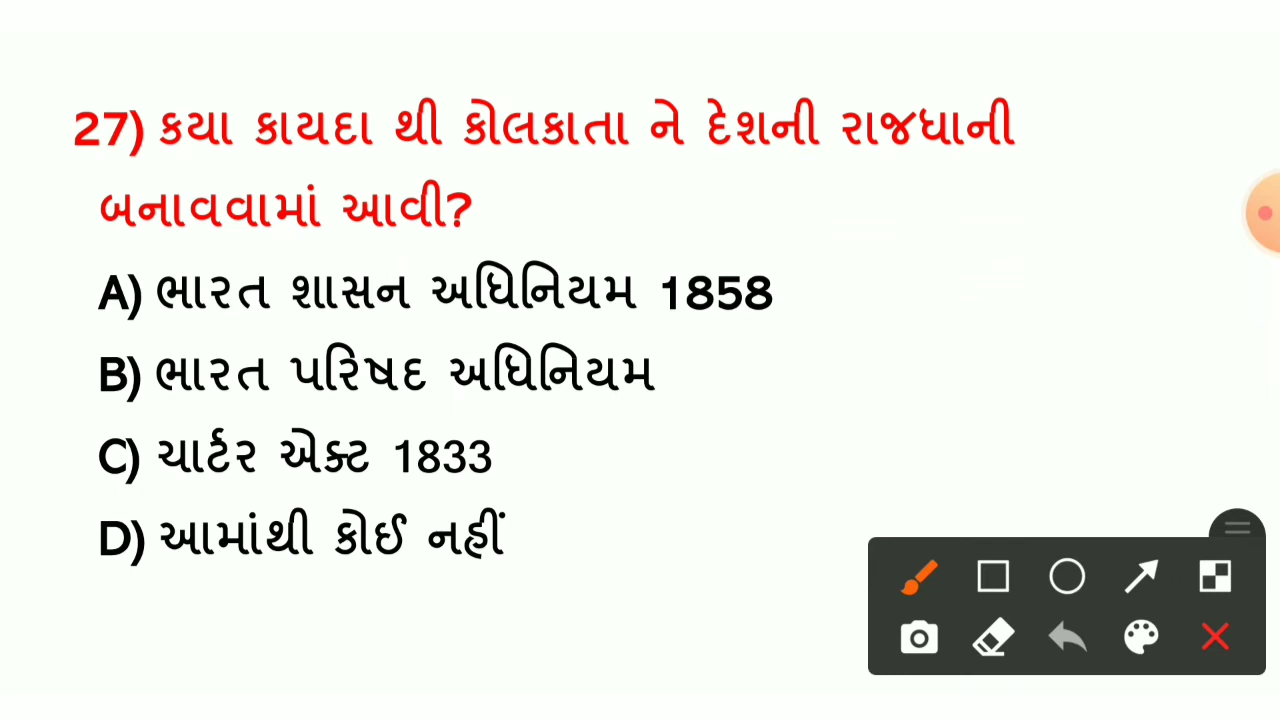 27) કયા કાયદા થી કોલકાતા ને દેશની રાજધાની
બનાવવામાં આવી?
A) ભારત શાસન અધિનિયમ 1858
B) ભારત પરિષદ અધિનિયમ
C) ચાર્ટર એક્ટ 1833
D) આમાંથી કોઈ નહીં